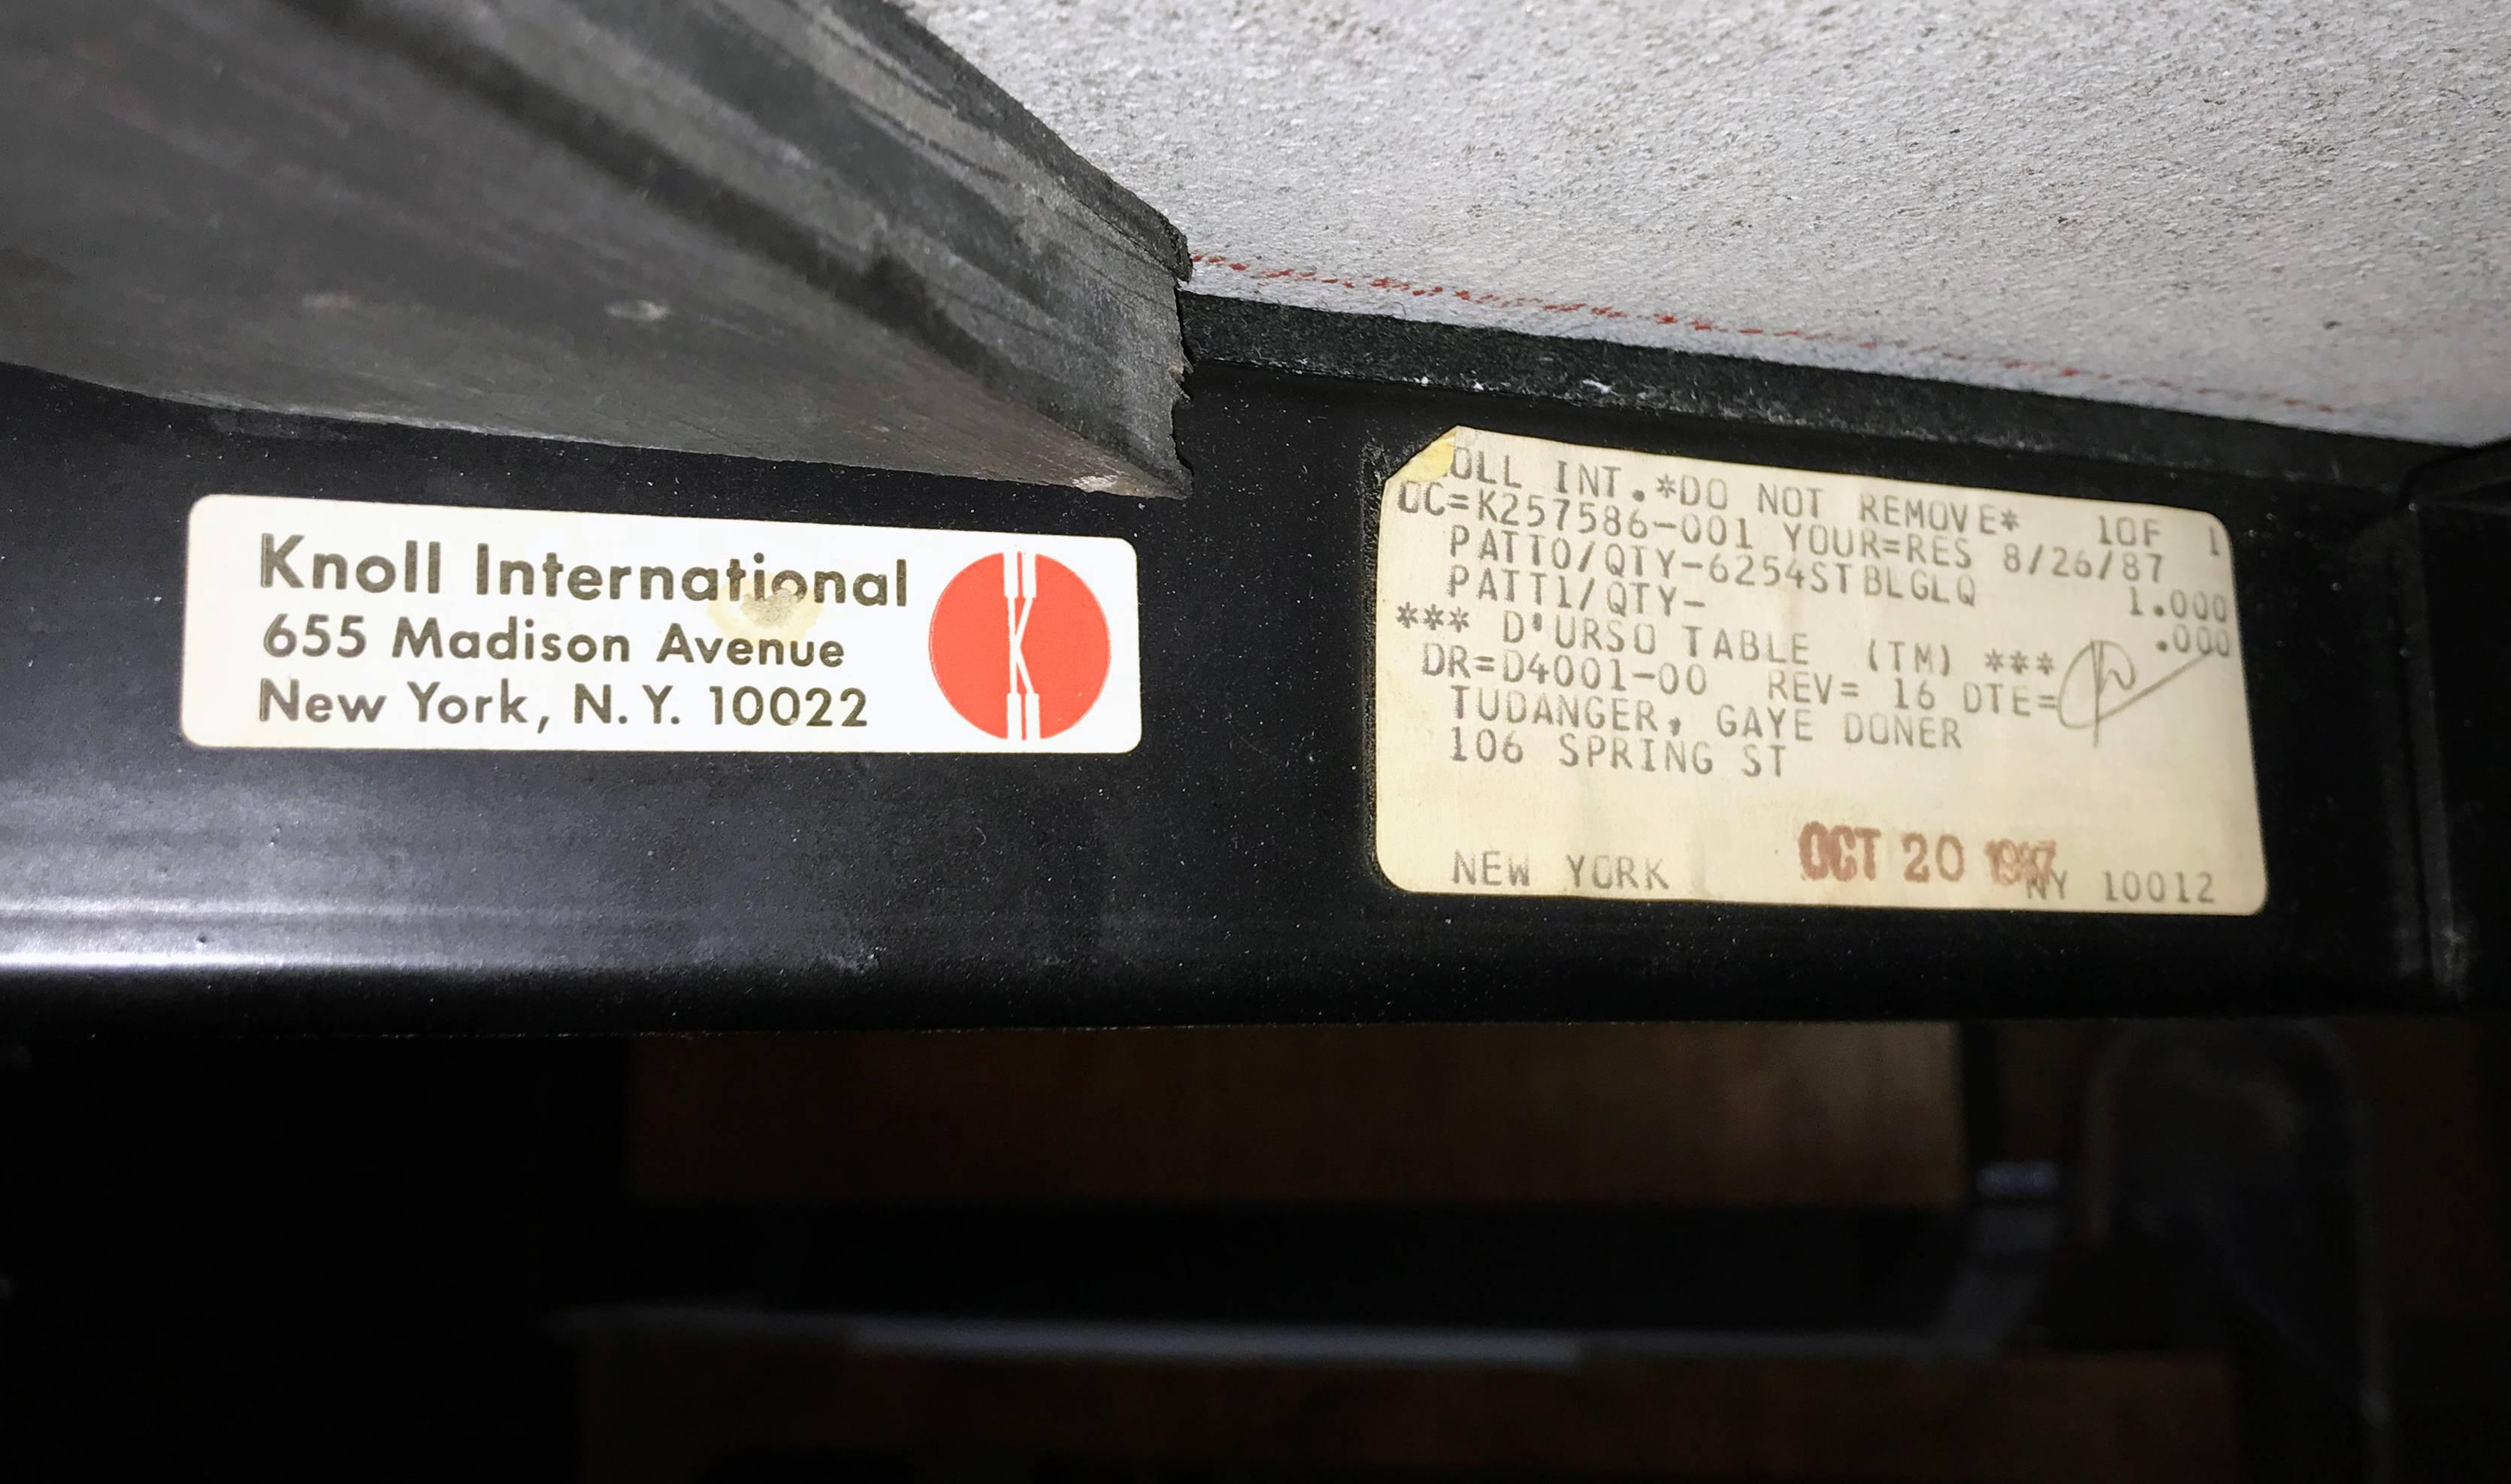 Knoll International
655 Madison Avenue
New York, N.Y. 10022
K
OLL INT.*DO NOT REMOVE* 1OF 1
OC=K257586-001 YOUR=RES 8/26/87
PATTO/QTY-6254STBLGLQ 1.000
PATT1/QTY- .000
*** D'URSO TABLE (TM) ***
DR=D4001-00 REV= 16 DTE=
TUDANGER, GAYE DONER
106 SPRING ST
OCT 20 1987
NEW YORK NY 10012